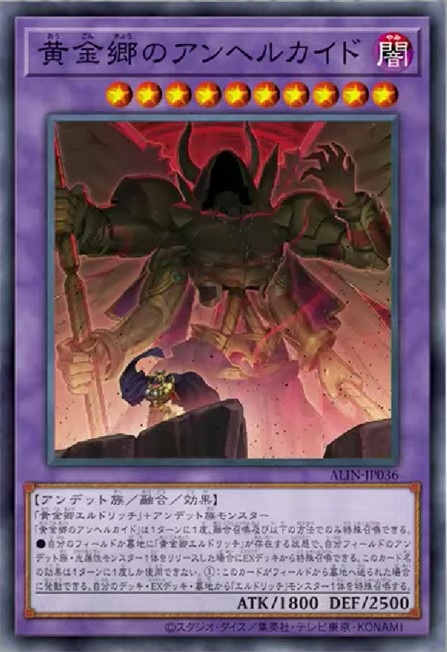 黄金郷のアンヘルカイド 闇
ALIN-JP036
【アンデット族/融合/効果】
「黄金郷エルドリッチ」+アンデット族モンスター
「黄金郷のアンヘルカイド」は1ターンに1度、融合召喚及び以下の方法でのみ特殊召喚できる。
●自分のフィールドか墓地に「黄金郷エルドリッチ」が存在する状態で、自分フィールドのアン
デット族・光属性モンスター1体をリリースした場合にEXデッキから特殊召喚できる。このカード名
の効果は1ターンに1度しか使用できない。①:このカードがフィールドから墓地へ送られた場合
に発動できる。自分のデッキ・EXデッキ・墓地から「エルドリッチ」モンスター1体を特殊召喚する。
ATK/1800 DEF/2500
©スタジオ・ダイス/集英社・テレビ東京・KONAMI